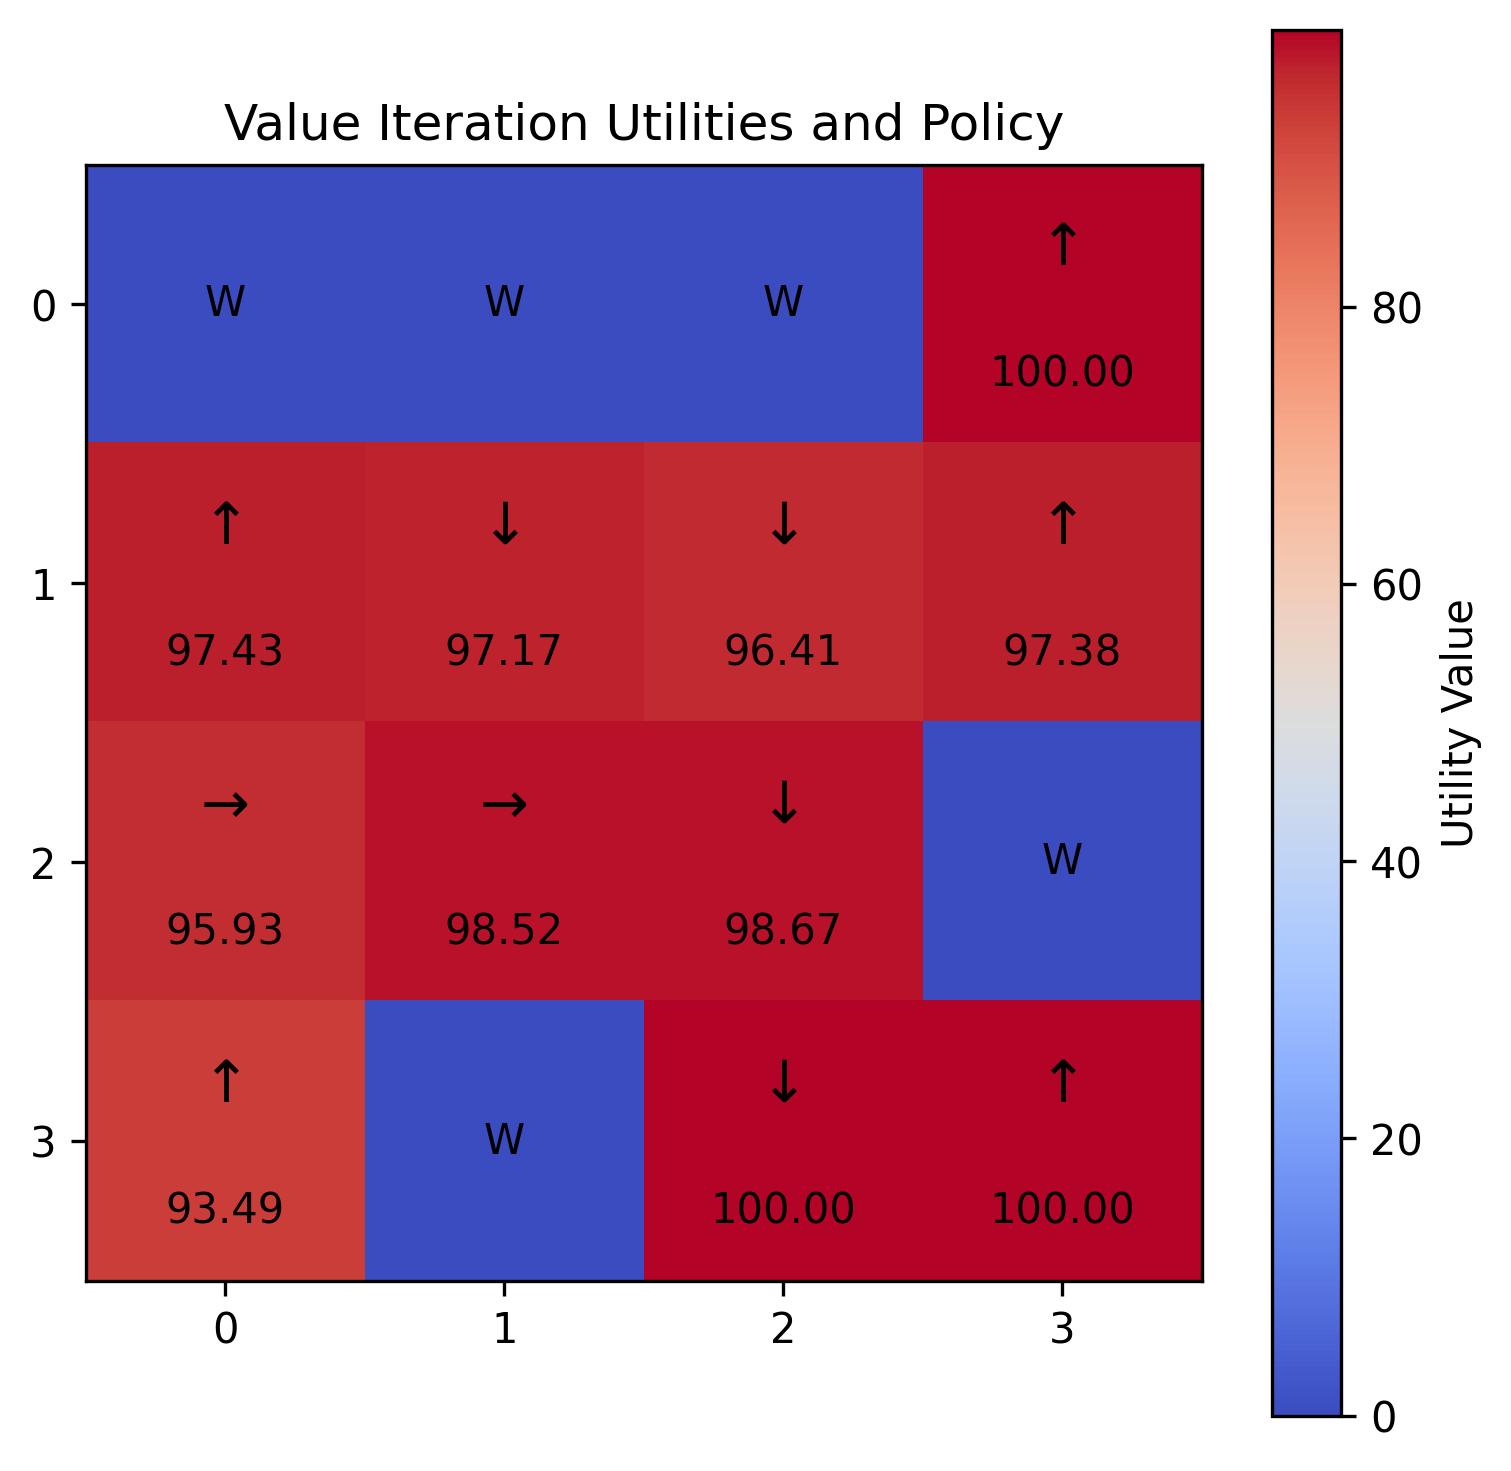 Value Iteration Utilities and Policy
0 W W W ↑ 100.00
1 ↑ 97.43 ↓ 97.17 ↓ 96.41 ↑ 97.38
2 → 95.93 → 98.52 ↓ 98.67 W
3 ↑ 93.49 W ↓ 100.00 ↑ 100.00
0 1 2 3
80
60
40
20
0
Utility Value